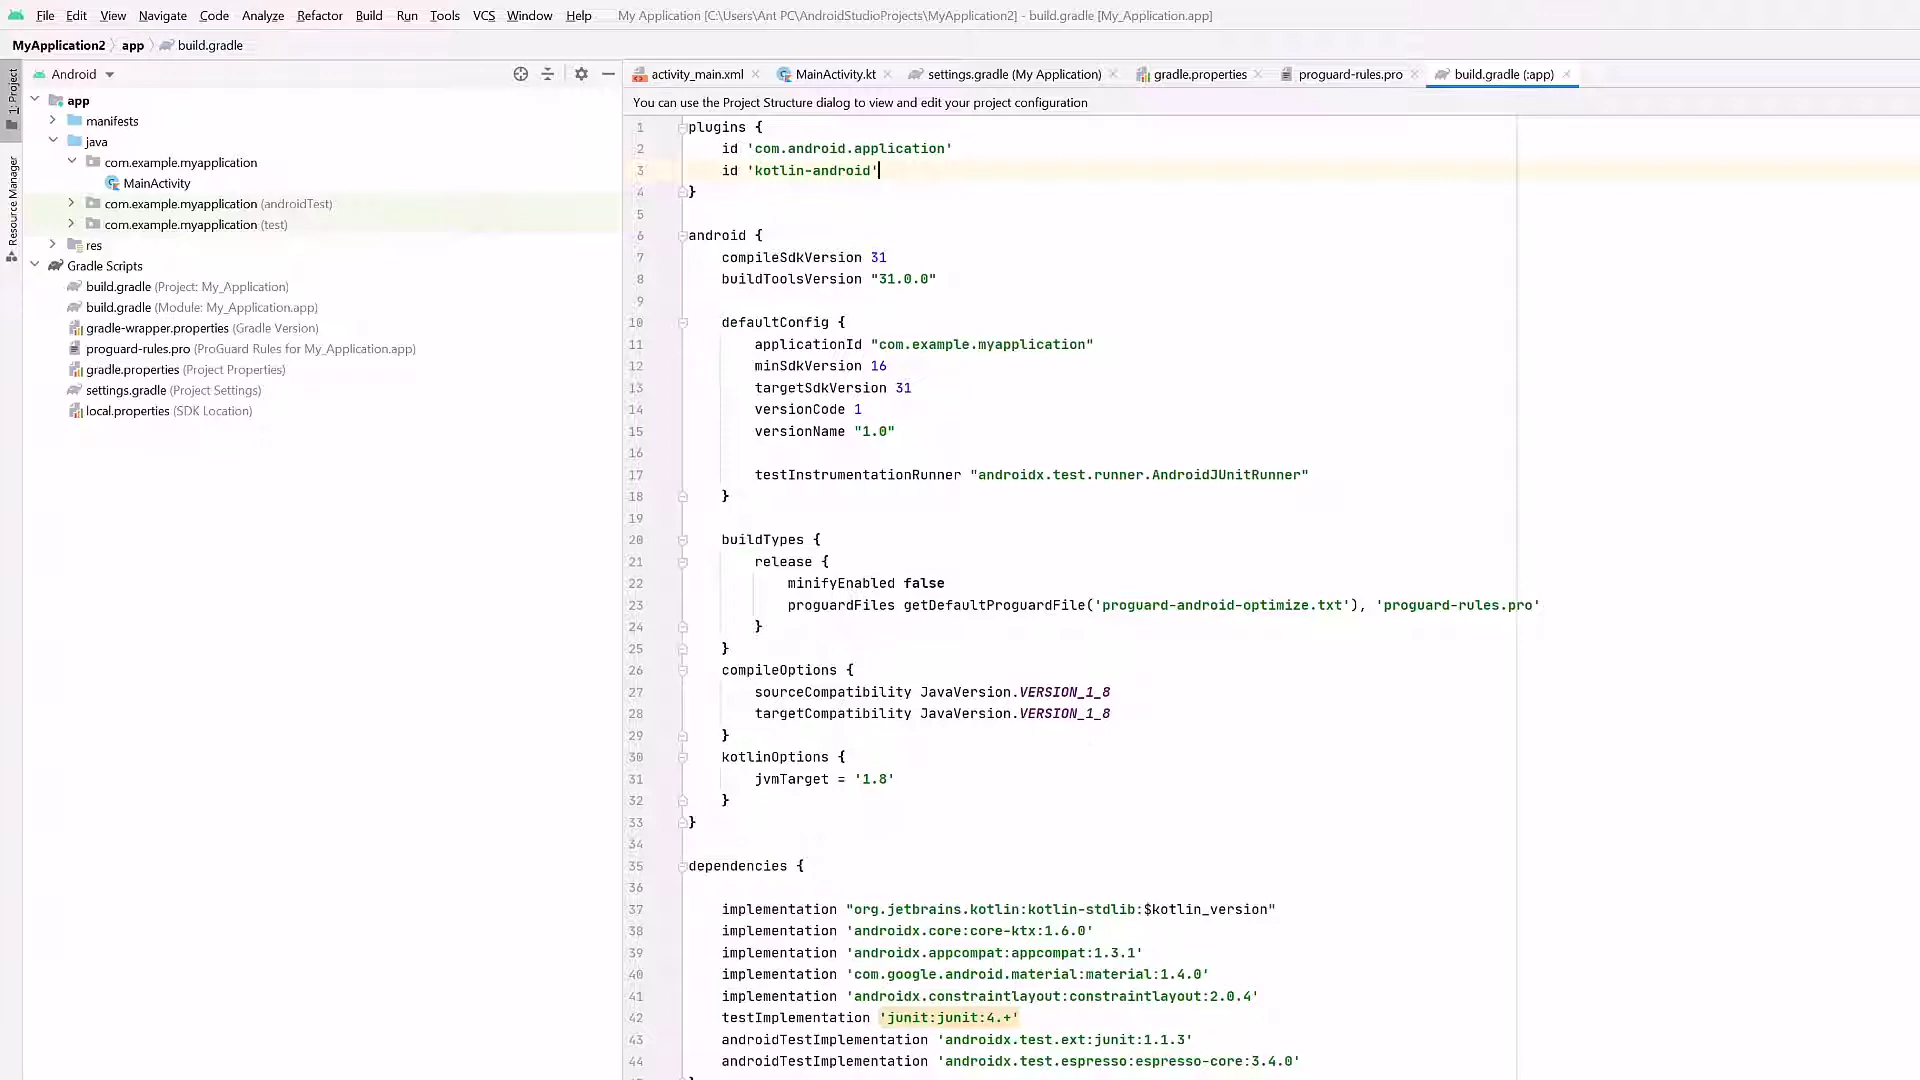 File Edit View Navigate Code Analyze Refactor Build Run Tools VCS Window Help My Application [C:\Users\Ant PC\AndroidStudioProjects\MyApplication2] - build.gradle [My_Application.app]
MyApplication2 app build.gradle
1: Project
Resource Manager
Android
app
manifests
java
com.example.myapplication
MainActivity
com.example.myapplication (androidTest)
com.example.myapplication (test)
res
Gradle Scripts
build.gradle (Project: My_Application)
build.gradle (Module: My_Application.app)
gradle-wrapper.properties (Gradle Version)
proguard-rules.pro (ProGuard Rules for My_Application.app)
gradle.properties (Project Properties)
settings.gradle (Project Settings)
local.properties (SDK Location)
activity_main.xml MainActivity.kt settings.gradle (My Application) gradle.properties proguard-rules.pro build.gradle (:app)
You can use the Project Structure dialog to view and edit your project configuration
1 plugins {
2 id 'com.android.application'
3 id 'kotlin-android'
4 }
5
6 android {
7 compileSdkVersion 31
8 buildToolsVersion "31.0.0"
9
10 defaultConfig {
11 applicationId "com.example.myapplication"
12 minSdkVersion 16
13 targetSdkVersion 31
14 versionCode 1
15 versionName "1.0"
16
17 testInstrumentationRunner "androidx.test.runner.AndroidJUnitRunner"
18 }
19
20 buildTypes {
21 release {
22 minifyEnabled false
23 proguardFiles getDefaultProguardFile('proguard-android-optimize.txt'), 'proguard-rules.pro'
24 }
25 }
26 compileOptions {
27 sourceCompatibility JavaVersion.VERSION_1_8
28 targetCompatibility JavaVersion.VERSION_1_8
29 }
30 kotlinOptions {
31 jvmTarget = '1.8'
32 }
33 }
34
35 dependencies {
36
37 implementation "org.jetbrains.kotlin:kotlin-stdlib:$kotlin_version"
38 implementation 'androidx.core:core-ktx:1.6.0'
39 implementation 'androidx.appcompat:appcompat:1.3.1'
40 implementation 'com.google.android.material:material:1.4.0'
41 implementation 'androidx.constraintlayout:constraintlayout:2.0.4'
42 testImplementation 'junit:junit:4.+'
43 androidTestImplementation 'androidx.test.ext:junit:1.1.3'
44 androidTestImplementation 'androidx.test.espresso:espresso-core:3.4.0'